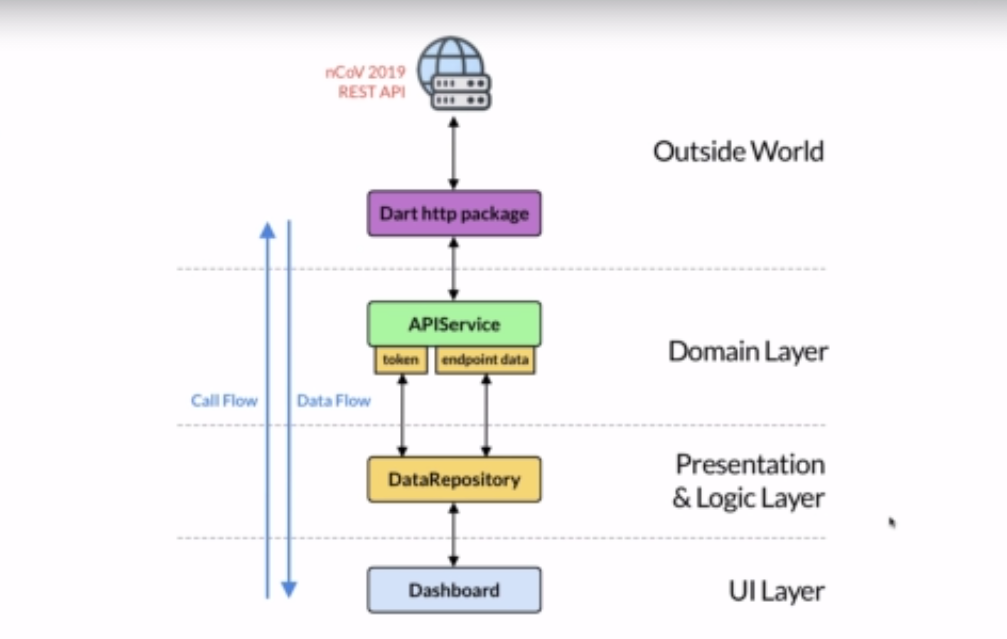 nCoV 2019
REST API
Outside World
Dart http package
APIService
token
endpoint data
Domain Layer
Call Flow
Data Flow
Presentation
& Logic Layer
DataRepository
Dashboard
UI Layer